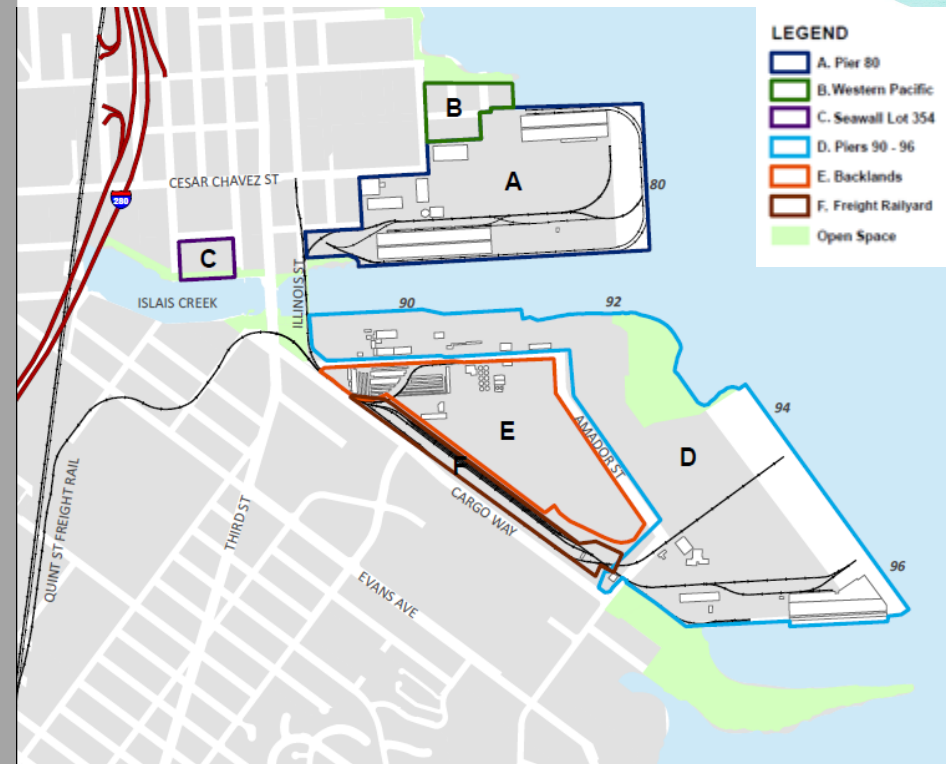 LEGEND
A. Pier 80
B. Western Pacific
C. Seawall Lot 354
D. Piers 90 - 96
E. Backlands
F. Freight Railyard
Open Space
B
A
CESAR CHAVEZ ST
80
280
C
ILLINOIS ST
ISLAIS CREEK
90
92
94
E
AMADOR ST
D
F
CARGO WAY
THIRD ST
QUINT ST FREIGHT RAIL
EVANS AVE
96